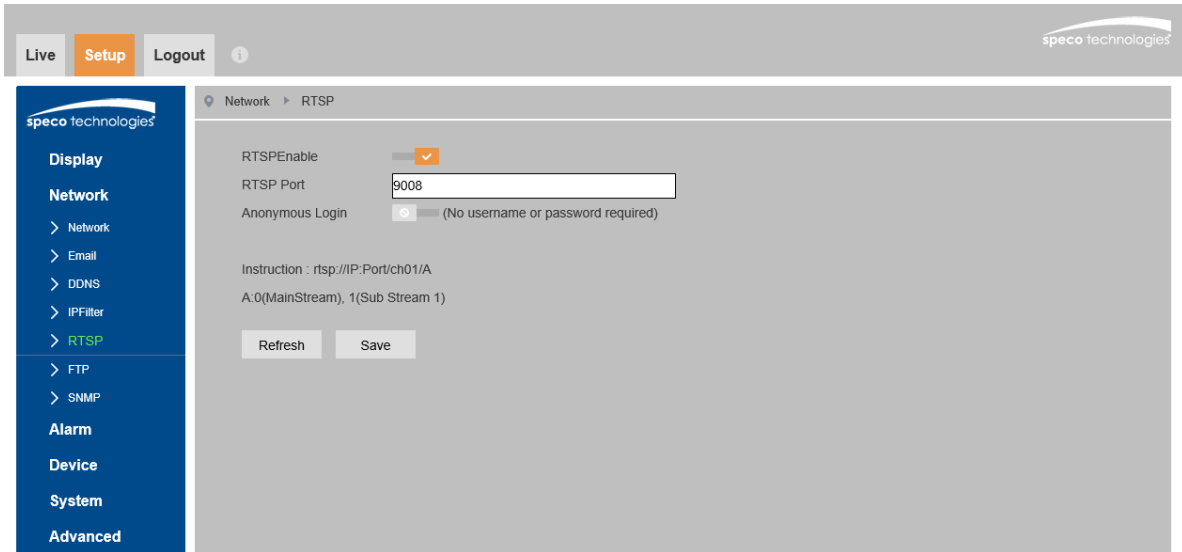 Live Setup Logout
speco technologies
speco technologies
Display
Network
Network
Email
DDNS
IPFilter
RTSP
FTP
SNMP
Alarm
Device
System
Advanced
Network RTSP
RTSPEnable
RTSP Port 9008
Anonymous Login (No username or password required)
Instruction : rtsp://IP:Port/ch01/A
A:0(MainStream), 1(Sub Stream 1)
Refresh Save